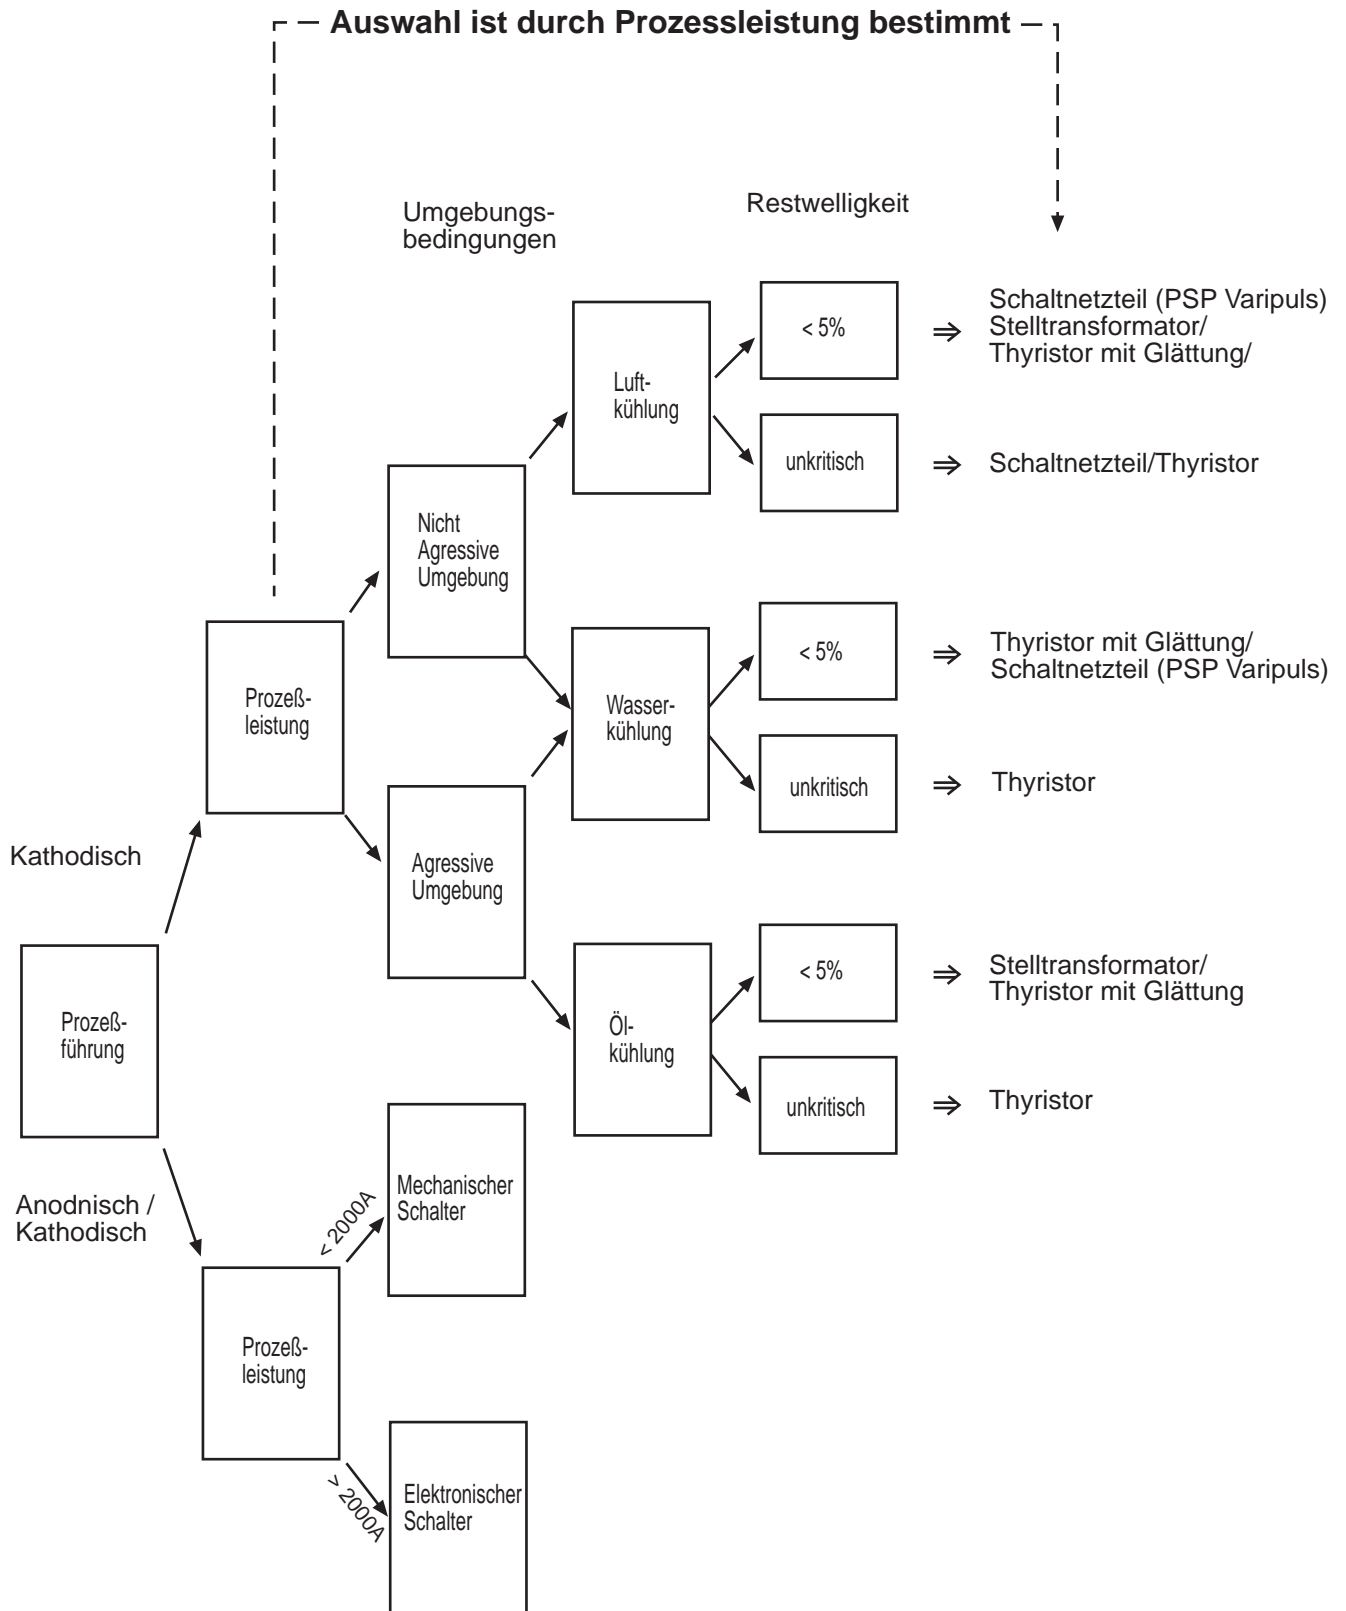 Auswahl ist durch Prozessleistung bestimmt
Umgebungs-
bedingungen
Restwelligkeit
Luft-
kühlung
< 5%
Schaltnetzteil (PSP Varipuls)
Stelltransformator/
Thyristor mit Glättung/
unkritisch
Schaltnetzteil/Thyristor
Nicht
Agressive
Umgebung
Prozeß-
leistung
Wasser-
kühlung
< 5%
Thyristor mit Glättung/
Schaltnetzteil (PSP Varipuls)
unkritisch
Thyristor
Kathodisch
Agressive
Umgebung
Prozeß-
führung
Öl-
kühlung
< 5%
Stelltransformator/
Thyristor mit Glättung
unkritisch
Thyristor
Anodnisch /
Kathodisch
< 2000A
Mechanischer
Schalter
Prozeß-
leistung
> 2000A
Elektronischer
Schalter